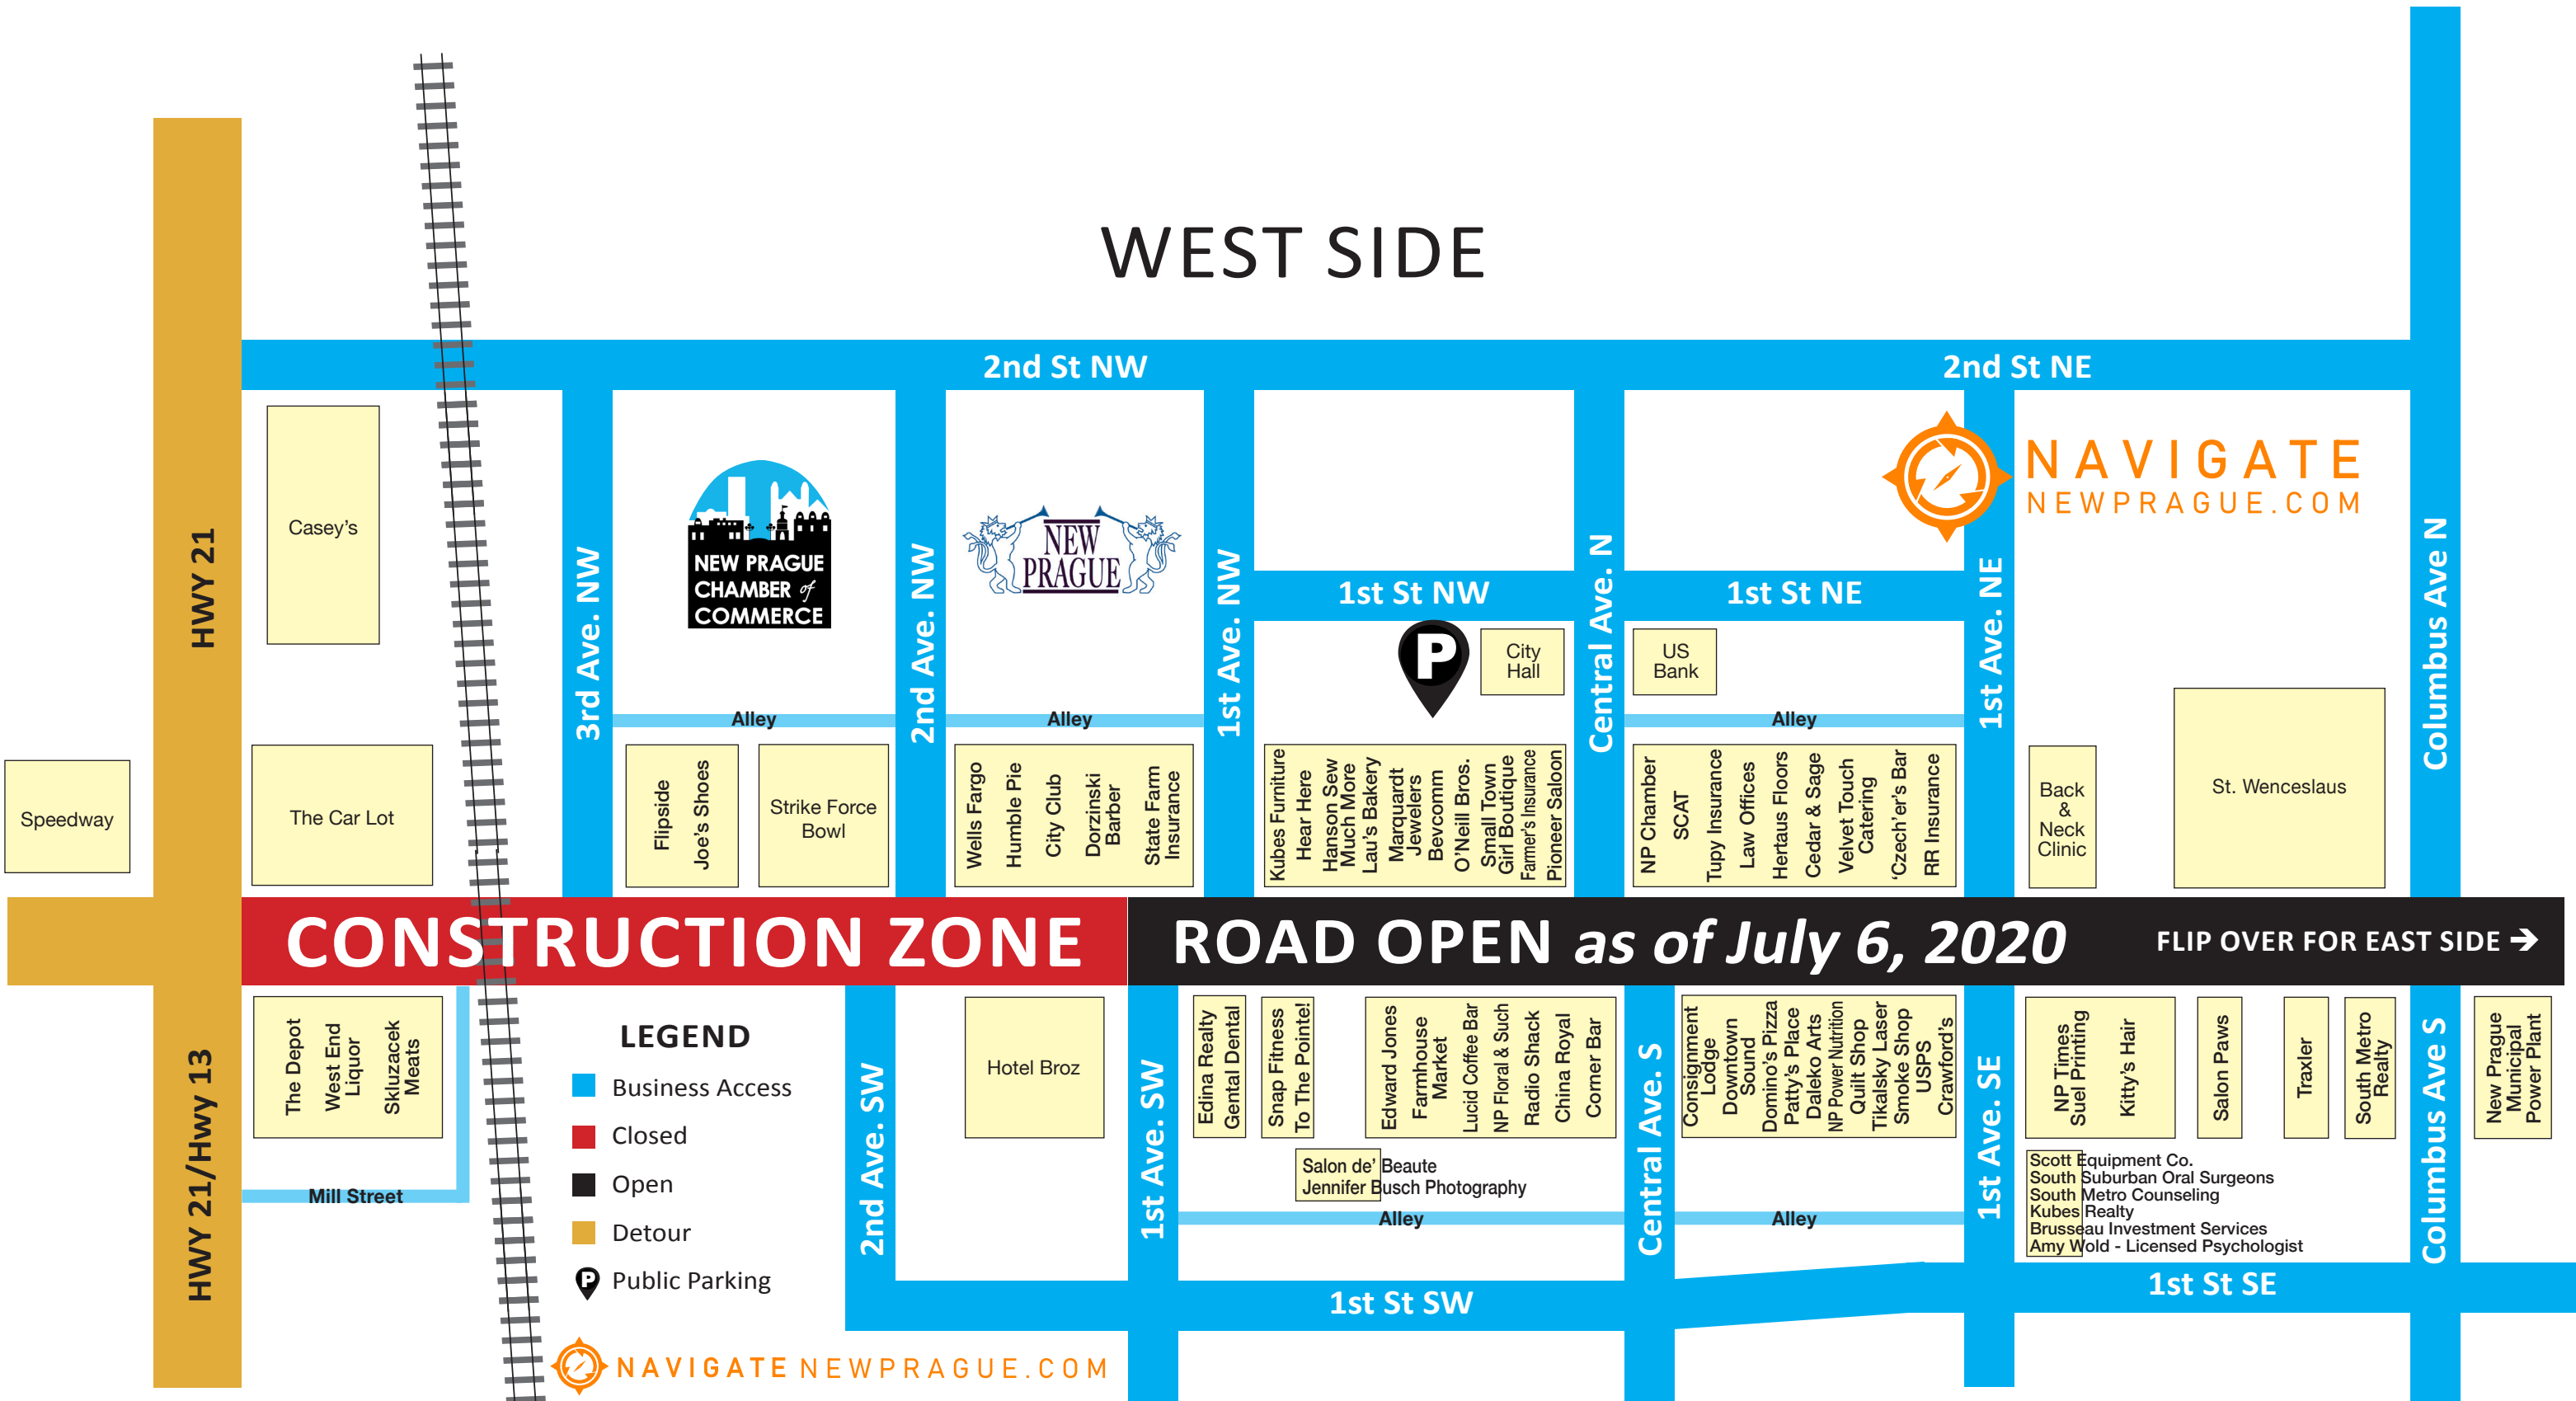 WEST SIDE
2nd St NW
2nd St NE
HWY 21
Casey's
3rd Ave. NW
NEW PRAGUE
CHAMBER of
COMMERCE
2nd Ave. NW
NEW
PRAGUE
1st Ave. NW
1st St NW
P
City
Hall
Central Ave. N
1st St NE
US
Bank
1st Ave. NE
NAVIGATE
NEWPRAGUE.COM
Columbus Ave N
Alley
Alley
Alley
Speedway
The Car Lot
Flipside
Joe's Shoes
Strike Force
Bowl
Wells Fargo
Humble Pie
City Club
Dorzinski
Barber
State Farm
Insurance
Kubes Furniture
Hear Here
Hanson Sew
Much More
Lau's Bakery
Marquardt
Jewelers
Bevcomm
O'Neill Bros.
Small Town
Girl Boutique
Farmer's Insurance
Pioneer Saloon
NP Chamber
SCAT
Tupy Insurance
Law Offices
Hertaus Floors
Cedar & Sage
Velvet Touch
Catering
'Czech'er's Bar
RR Insurance
Back
&
Neck
Clinic
St. Wenceslaus
CONSTRUCTION ZONE
ROAD OPEN as of July 6, 2020
FLIP OVER FOR EAST SIDE ➔
HWY 21/Hwy 13
The Depot
West End
Liquor
Skluzacek
Meats
Mill Street
LEGEND
Business Access
Closed
Open
Detour
P Public Parking
2nd Ave. SW
Hotel Broz
1st Ave. SW
Edina Realty
Gental Dental
Snap Fitness
To The Pointe!
Edward Jones
Farmhouse
Market
Lucid Coffee Bar
NP Floral & Such
Radio Shack
China Royal
Corner Bar
Salon de' Beaute
Jennifer Busch Photography
Alley
Central Ave. S
Consignment
Lodge
Downtown
Sound
Domino's Pizza
Patty's Place
Daleko Arts
NP Power Nutrition
Quilt Shop
Tikalsky Laser
Smoke Shop
USPS
Crawford's
Alley
1st Ave. SE
NP Times
Suel Printing
Kitty's Hair
Salon Paws
Traxler
South Metro
Realty
Scott Equipment Co.
South Suburban Oral Surgeons
South Metro Counseling
Kubes Realty
Brusseau Investment Services
Amy Wold - Licensed Psychologist
Columbus Ave S
New Prague
Municipal
Power Plant
1st St SW
1st St SE
NAVIGATE NEWPRAGUE.COM